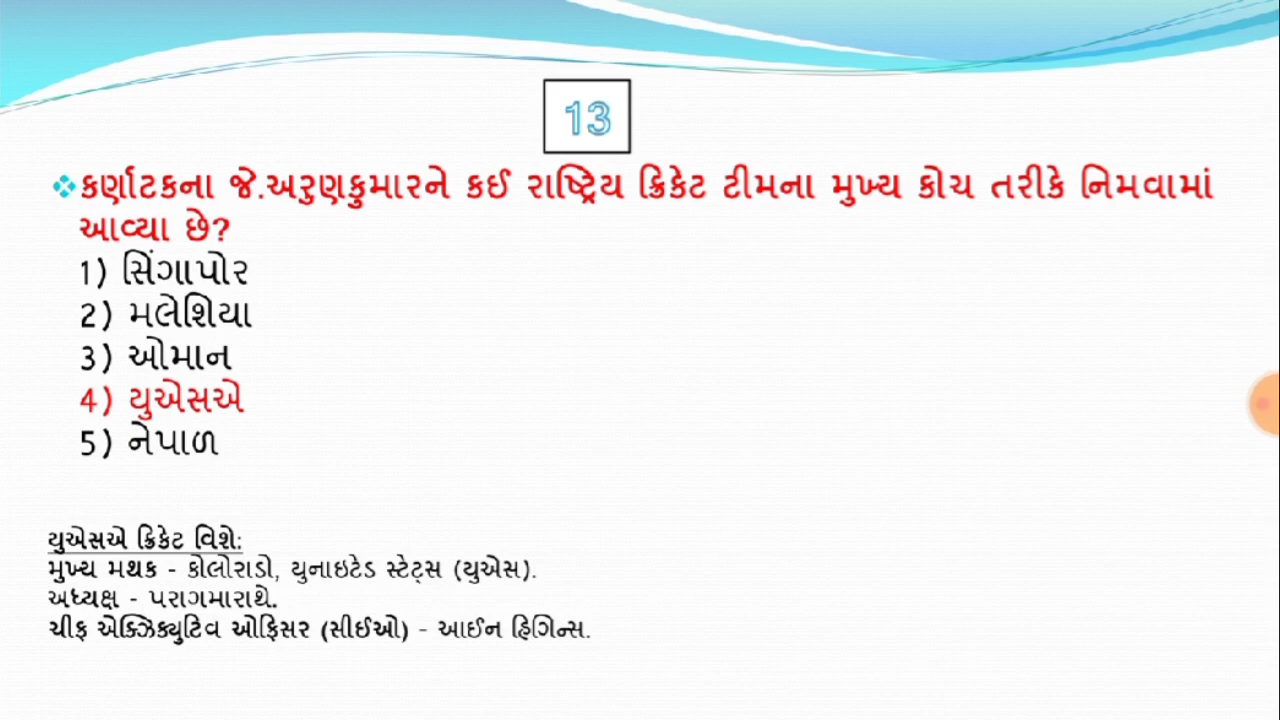 13
કર્ણાટકના જે.અરુણકુમારને કઈ રાષ્ટ્રિય ક્રિકેટ ટીમના મુખ્ય કોચ તરીકે નિમવામાં
આવ્યા છે?
1) સિંગાપોર
2) મલેશિયા
3) ઓમાન
4) યુએસએ
5) નેપાળ
યુએસએ ક્રિકેટ વિશે:
મુખ્ય મથક - કોલોરાડો, યુનાઇટેડ સ્ટેટ્સ (યુએસ).
અધ્યક્ષ - પરાગમારાથે.
ચીફ એક્ઝિક્યુટિવ ઓફિસર (સીઈઓ) - આઈન હિગિન્સ.